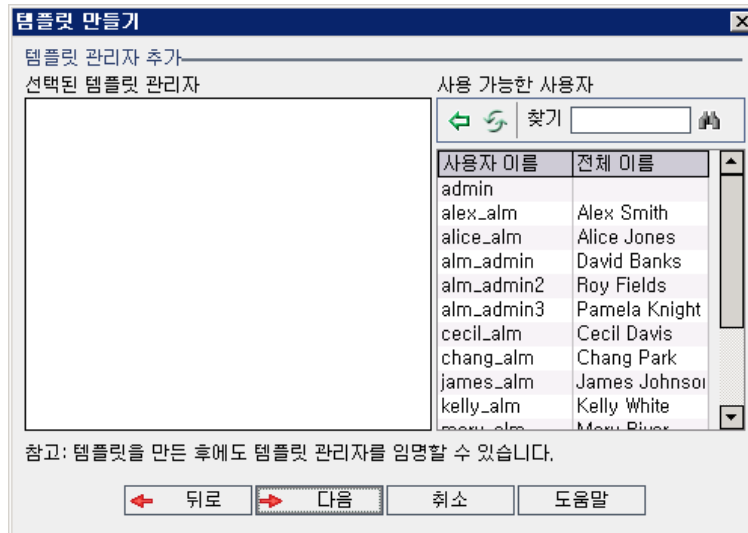 템플릿 만들기
템플릿 관리자 추가
선택된 템플릿 관리자
사용 가능한 사용자
찾기
사용자 이름 전체 이름
admin
alex_alm Alex Smith
alice_alm Alice Jones
alm_admin David Banks
alm_admin2 Roy Fields
alm_admin3 Pamela Knight
cecil_alm Cecil Davis
chang_alm Chang Park
james_alm James Johnson
kelly_alm Kelly White
참고: 템플릿을 만든 후에도 템플릿 관리자를 임명할 수 있습니다.
뒤로 다음 취소 도움말